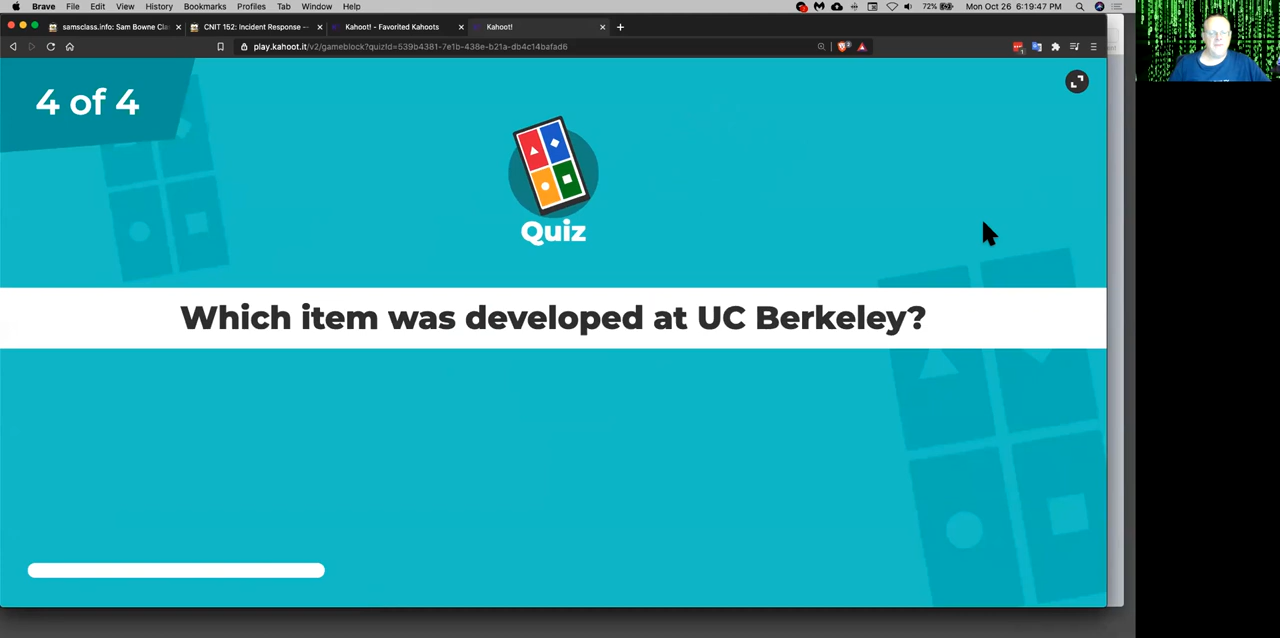 Brave File Edit View History Bookmarks Profiles Tab Window Help 72% Mon Oct 26 6:19:47 PM
samsclass.info: Sam Bowne Cla CNIT 152: Incident Response — Kahoot! - Favorited Kahoots Kahoot!
play.kahoot.it/v2/gameblock?quizId=539b4381-7e1b-438e-b21a-db4c14bafad6
4 of 4
Quiz
Which item was developed at UC Berkeley?